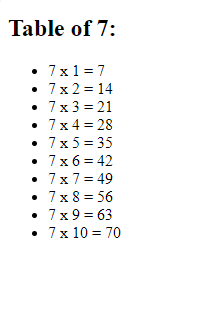 Table of 7:
7 x 1 = 7
7 x 2 = 14
7 x 3 = 21
7 x 4 = 28
7 x 5 = 35
7 x 6 = 42
7 x 7 = 49
7 x 8 = 56
7 x 9 = 63
7 x 10 = 70